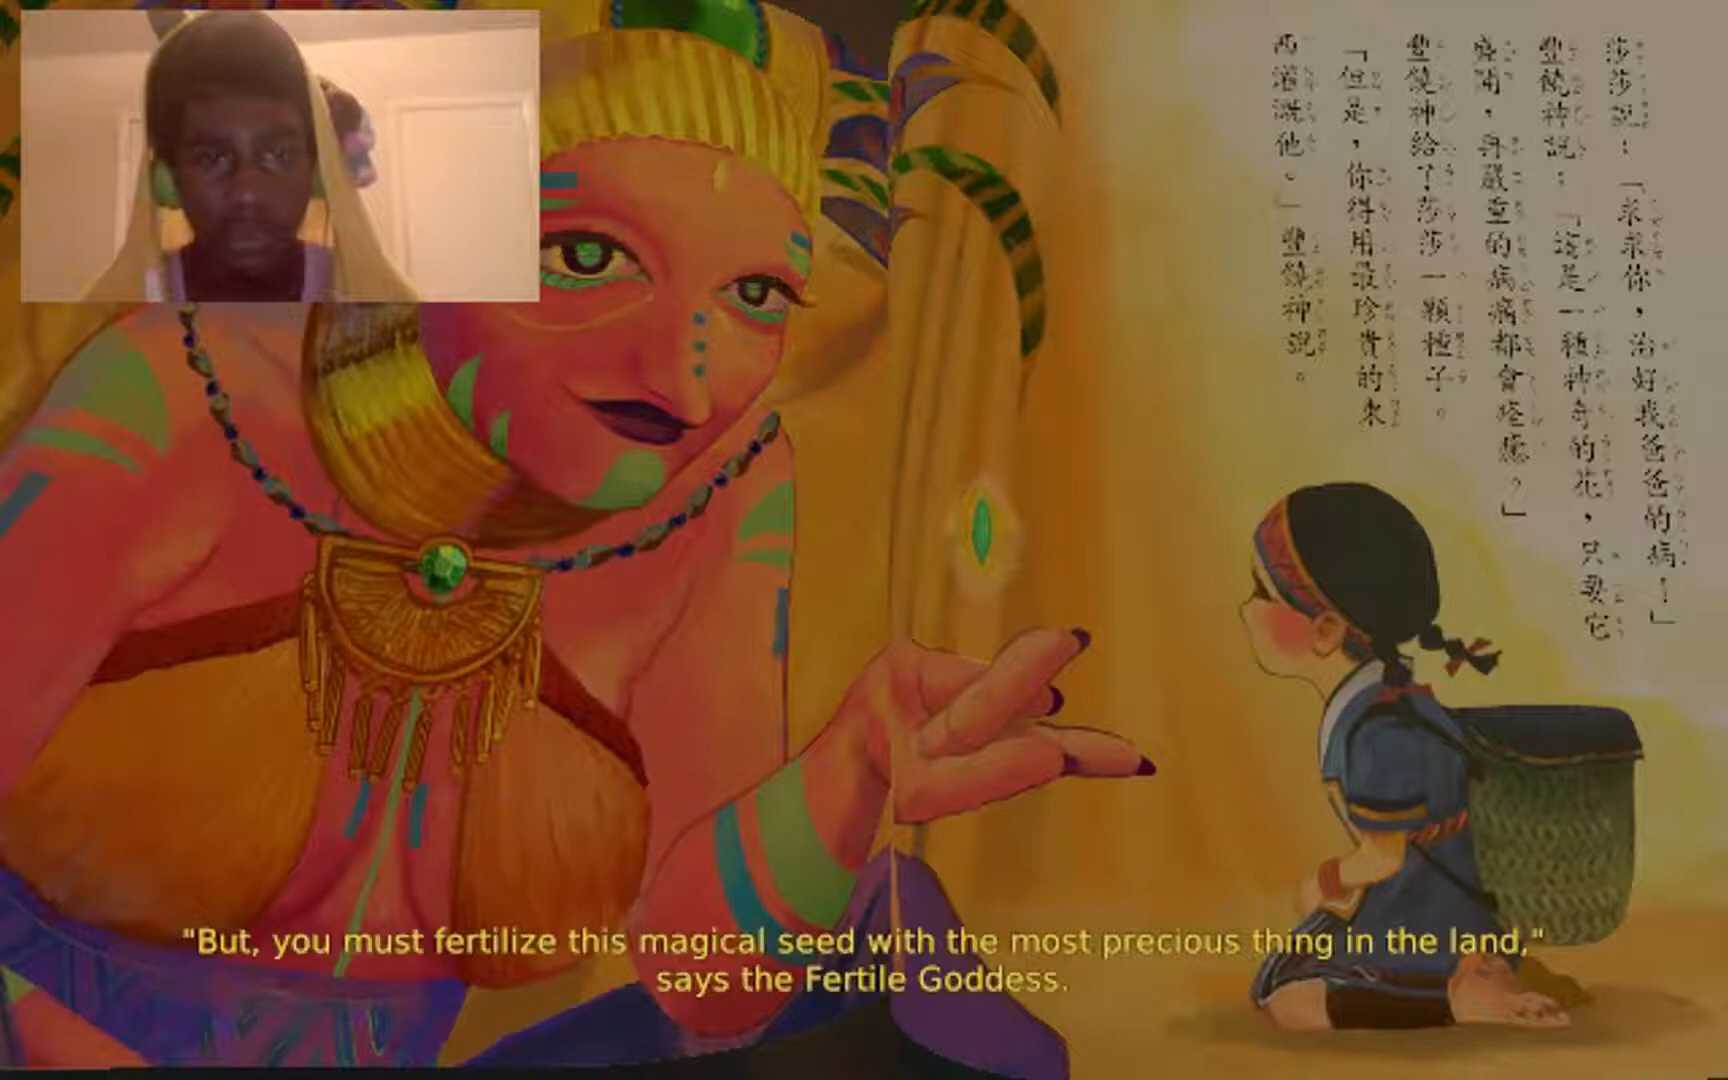 莎莎說：「求求你，治好我爸爸的病！」
豐饒神說：「這是一種神奇的花，只要它
盛開，再嚴重的病痛都會痊癒？」
豐饒神給了莎莎一顆種子。
「但是，你得用最珍貴的東
西灌溉他。」豐饒神說。
"But, you must fertilize this magical seed with the most precious thing in the land,"
says the Fertile Goddess.